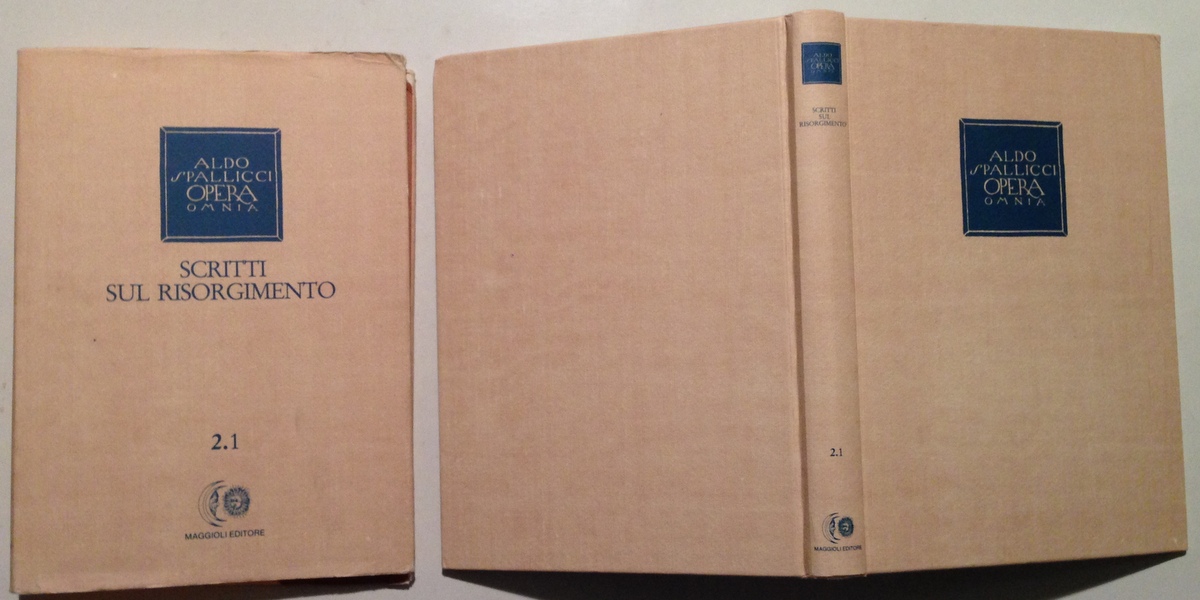 ALDO
SPALLICCI
OPERA
OMNIA
SCRITTI
SUL RISORGIMENTO
2.1
MAGGIOLI EDITORE
ALDO
SPALLICCI
OPERA
OMNIA
SCRITTI
SUL
RISORGIMENTO
2.1
MAGGIOLI EDITORE
ALDO
SPALLICCI
OPERA
OMNIA